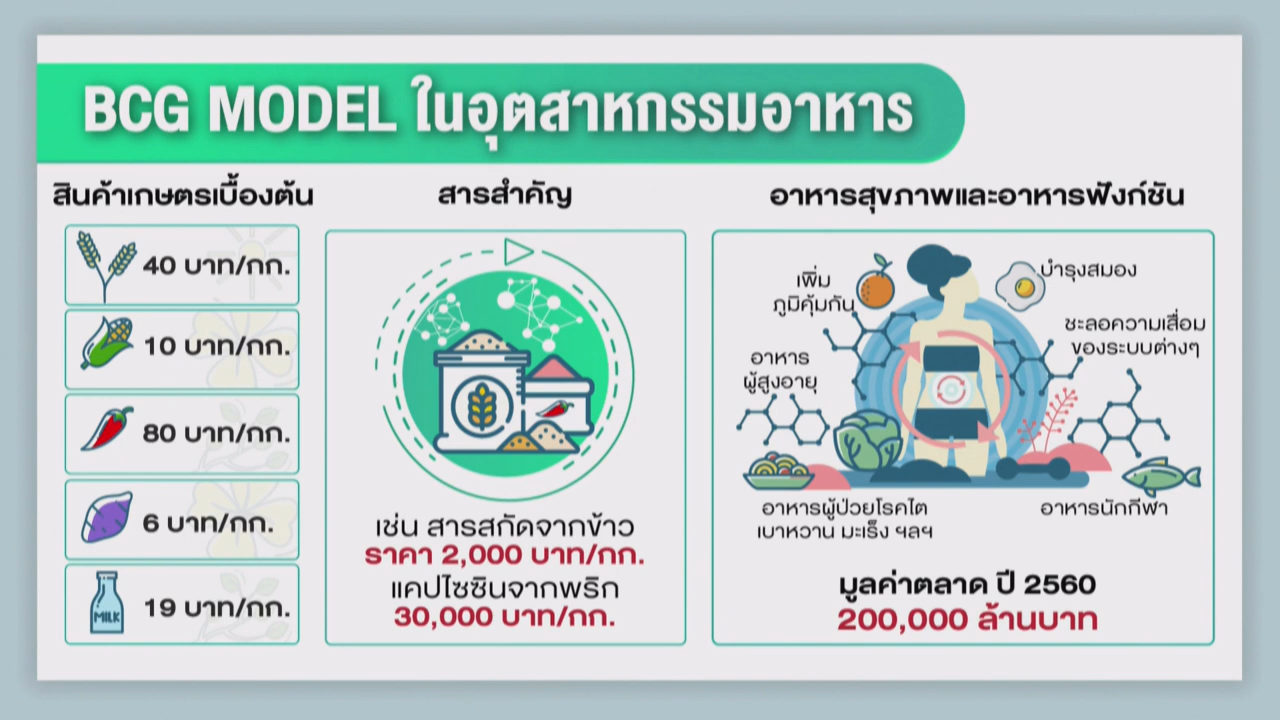 BCG MODEL ในอุตสาหกรรมอาหาร
สินค้าเกษตรเบื้องต้น
40 บาท/กก.
10 บาท/กก.
80 บาท/กก.
6 บาท/กก.
MILK
19 บาท/กก.
สารสำคัญ
เช่น สารสกัดจากข้าว
ราคา 2,000 บาท/กก.
แคปไซซินจากพริก
30,000 บาท/กก.
อาหารสุขภาพและอาหารฟังก์ชัน
เพิ่ม
ภูมิคุ้มกัน
บำรุงสมอง
ชะลอความเสื่อม
ของระบบต่างๆ
อาหาร
ผู้สูงอายุ
อาหารผู้ป่วยโรคไต
เบาหวาน มะเร็ง ฯลฯ
อาหารนักกีฬา
มูลค่าตลาด ปี 2560
200,000 ล้านบาท